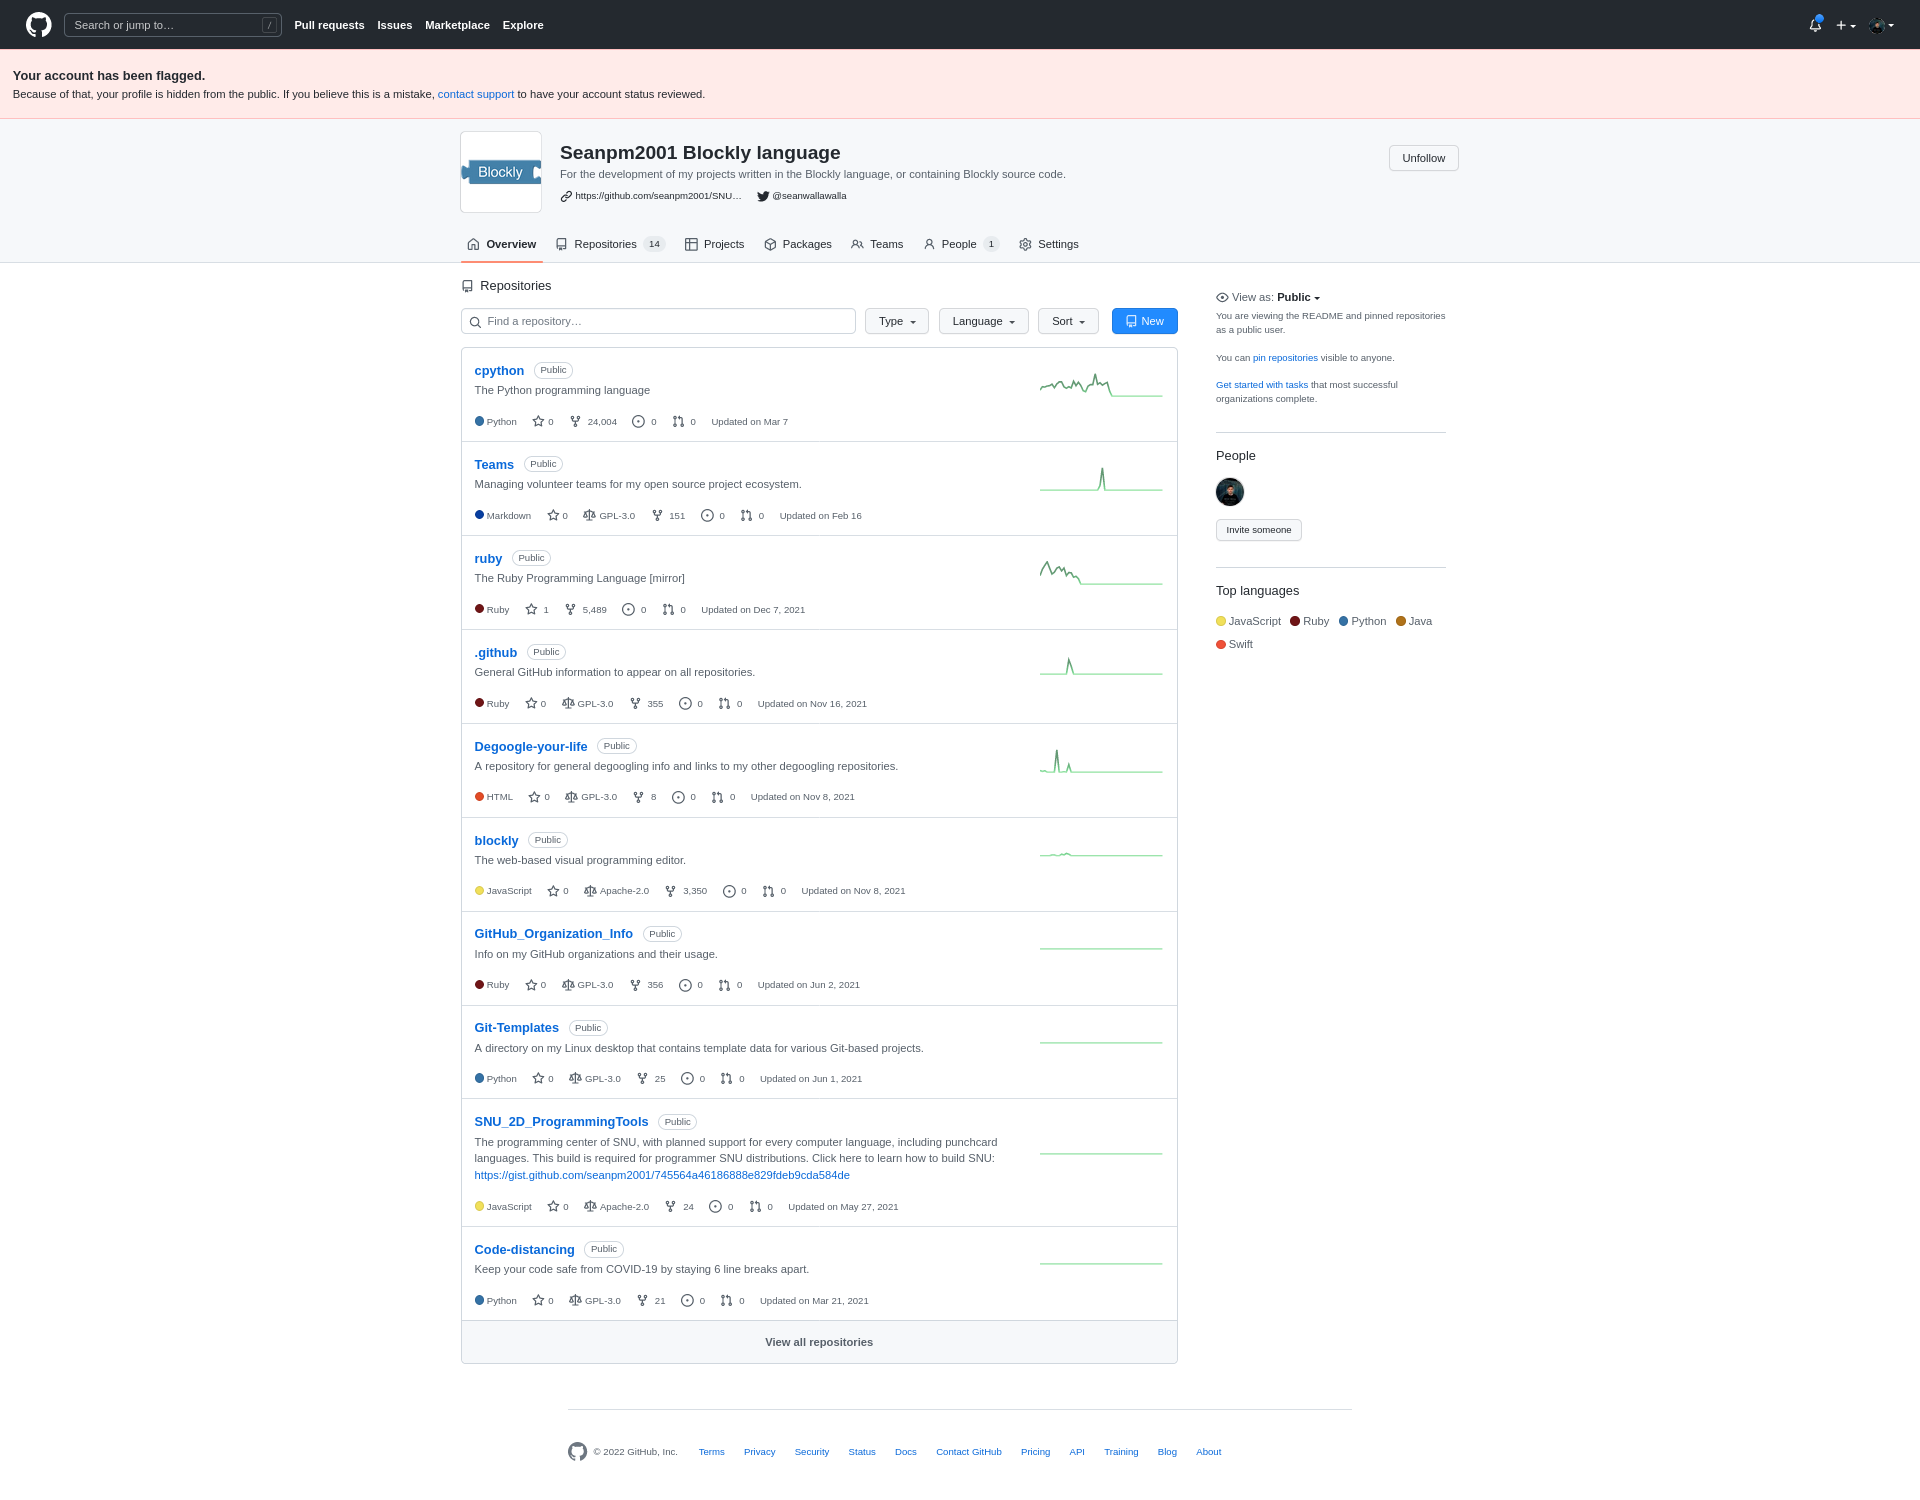 Search or jump to… /
Pull requests Issues Marketplace Explore
Your account has been flagged.
Because of that, your profile is hidden from the public. If you believe this is a mistake, contact support to have your account status reviewed.
Blockly
Seanpm2001 Blockly language
For the development of my projects written in the Blockly language, or containing Blockly source code.
https://github.com/seanpm2001/SNU… @seanwallawalla
Unfollow
Overview Repositories 14 Projects Packages Teams People 1 Settings
Repositories
Find a repository… Type Language Sort New
cpython Public
The Python programming language
Python 0 24,004 0 0 Updated on Mar 7
Teams Public
Managing volunteer teams for my open source project ecosystem.
Markdown 0 GPL-3.0 151 0 0 Updated on Feb 16
ruby Public
The Ruby Programming Language [mirror]
Ruby 1 5,489 0 0 Updated on Dec 7, 2021
.github Public
General GitHub information to appear on all repositories.
Ruby 0 GPL-3.0 355 0 0 Updated on Nov 16, 2021
Degoogle-your-life Public
A repository for general degoogling info and links to my other degoogling repositories.
HTML 0 GPL-3.0 8 0 0 Updated on Nov 8, 2021
blockly Public
The web-based visual programming editor.
JavaScript 0 Apache-2.0 3,350 0 0 Updated on Nov 8, 2021
GitHub_Organization_Info Public
Info on my GitHub organizations and their usage.
Ruby 0 GPL-3.0 356 0 0 Updated on Jun 2, 2021
Git-Templates Public
A directory on my Linux desktop that contains template data for various Git-based projects.
Python 0 GPL-3.0 25 0 0 Updated on Jun 1, 2021
SNU_2D_ProgrammingTools Public
The programming center of SNU, with planned support for every computer language, including punchcard
languages. This build is required for programmer SNU distributions. Click here to learn how to build SNU:
https://gist.github.com/seanpm2001/745564a46186888e829fdeb9cda584de
JavaScript 0 Apache-2.0 24 0 0 Updated on May 27, 2021
Code-distancing Public
Keep your code safe from COVID-19 by staying 6 line breaks apart.
Python 0 GPL-3.0 21 0 0 Updated on Mar 21, 2021
View all repositories
View as: Public
You are viewing the README and pinned repositories
as a public user.
You can pin repositories visible to anyone.
Get started with tasks that most successful
organizations complete.
People
Invite someone
Top languages
JavaScript Ruby Python Java
Swift
© 2022 GitHub, Inc. Terms Privacy Security Status Docs Contact GitHub Pricing API Training Blog About